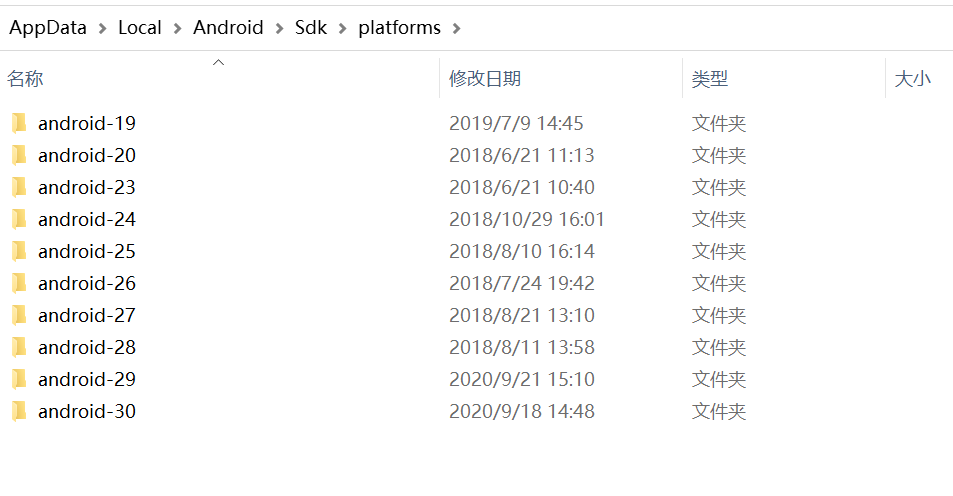 AppData > Local > Android > Sdk > platforms >
名称 修改日期 类型 大小
android-19 2019/7/9 14:45 文件夹
android-20 2018/6/21 11:13 文件夹
android-23 2018/6/21 10:40 文件夹
android-24 2018/10/29 16:01 文件夹
android-25 2018/8/10 16:14 文件夹
android-26 2018/7/24 19:42 文件夹
android-27 2018/8/21 13:10 文件夹
android-28 2018/8/11 13:58 文件夹
android-29 2020/9/21 15:10 文件夹
android-30 2020/9/18 14:48 文件夹